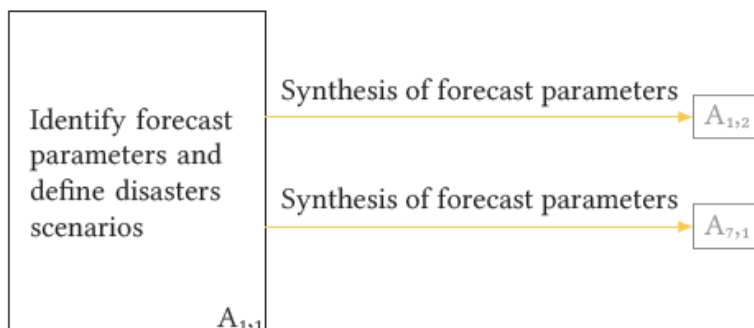 Synthesis of forecast parameters
A₁,₂
Identify forecast
parameters and
define disasters
scenarios
Synthesis of forecast parameters
A₇,₁
A₁,₁